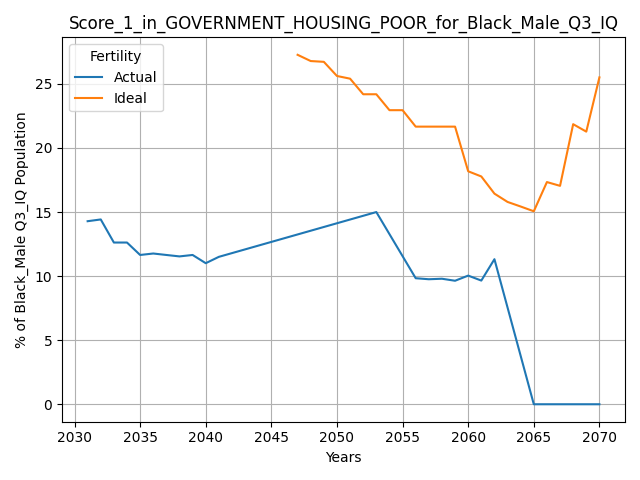 Score_1_in_GOVERNMENT_HOUSING_POOR_for_Black_Male_Q3_IQ
Fertility
Actual
Ideal
% of Black_Male Q3_IQ Population
25
20
15
10
5
0
2030 2035 2040 2045 2050 2055 2060 2065 2070
Years